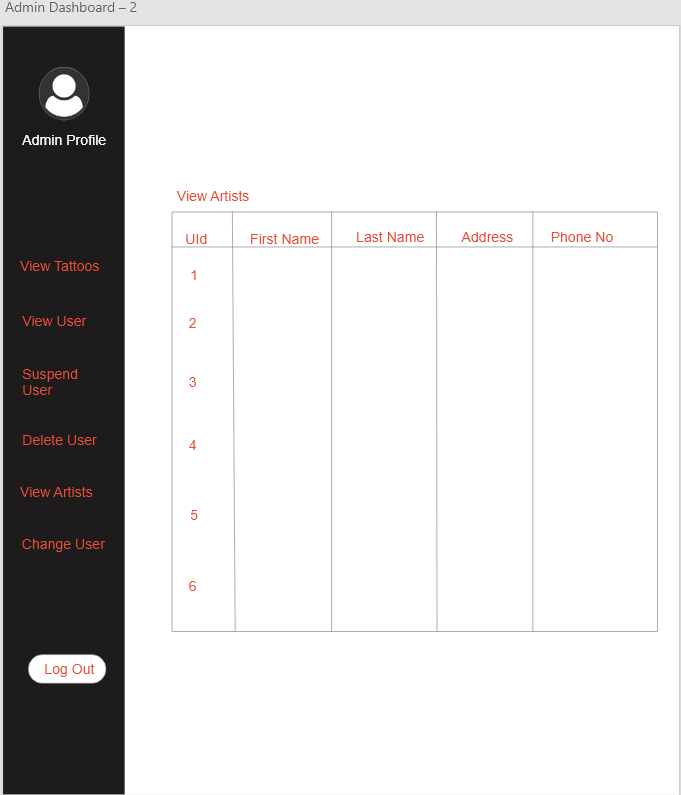 Admin Dashboard – 2
Admin Profile
View Tattoos
View User
Suspend
User
Delete User
View Artists
Change User
Log Out
View Artists
UId First Name Last Name Address Phone No
1
2
3
4
5
6